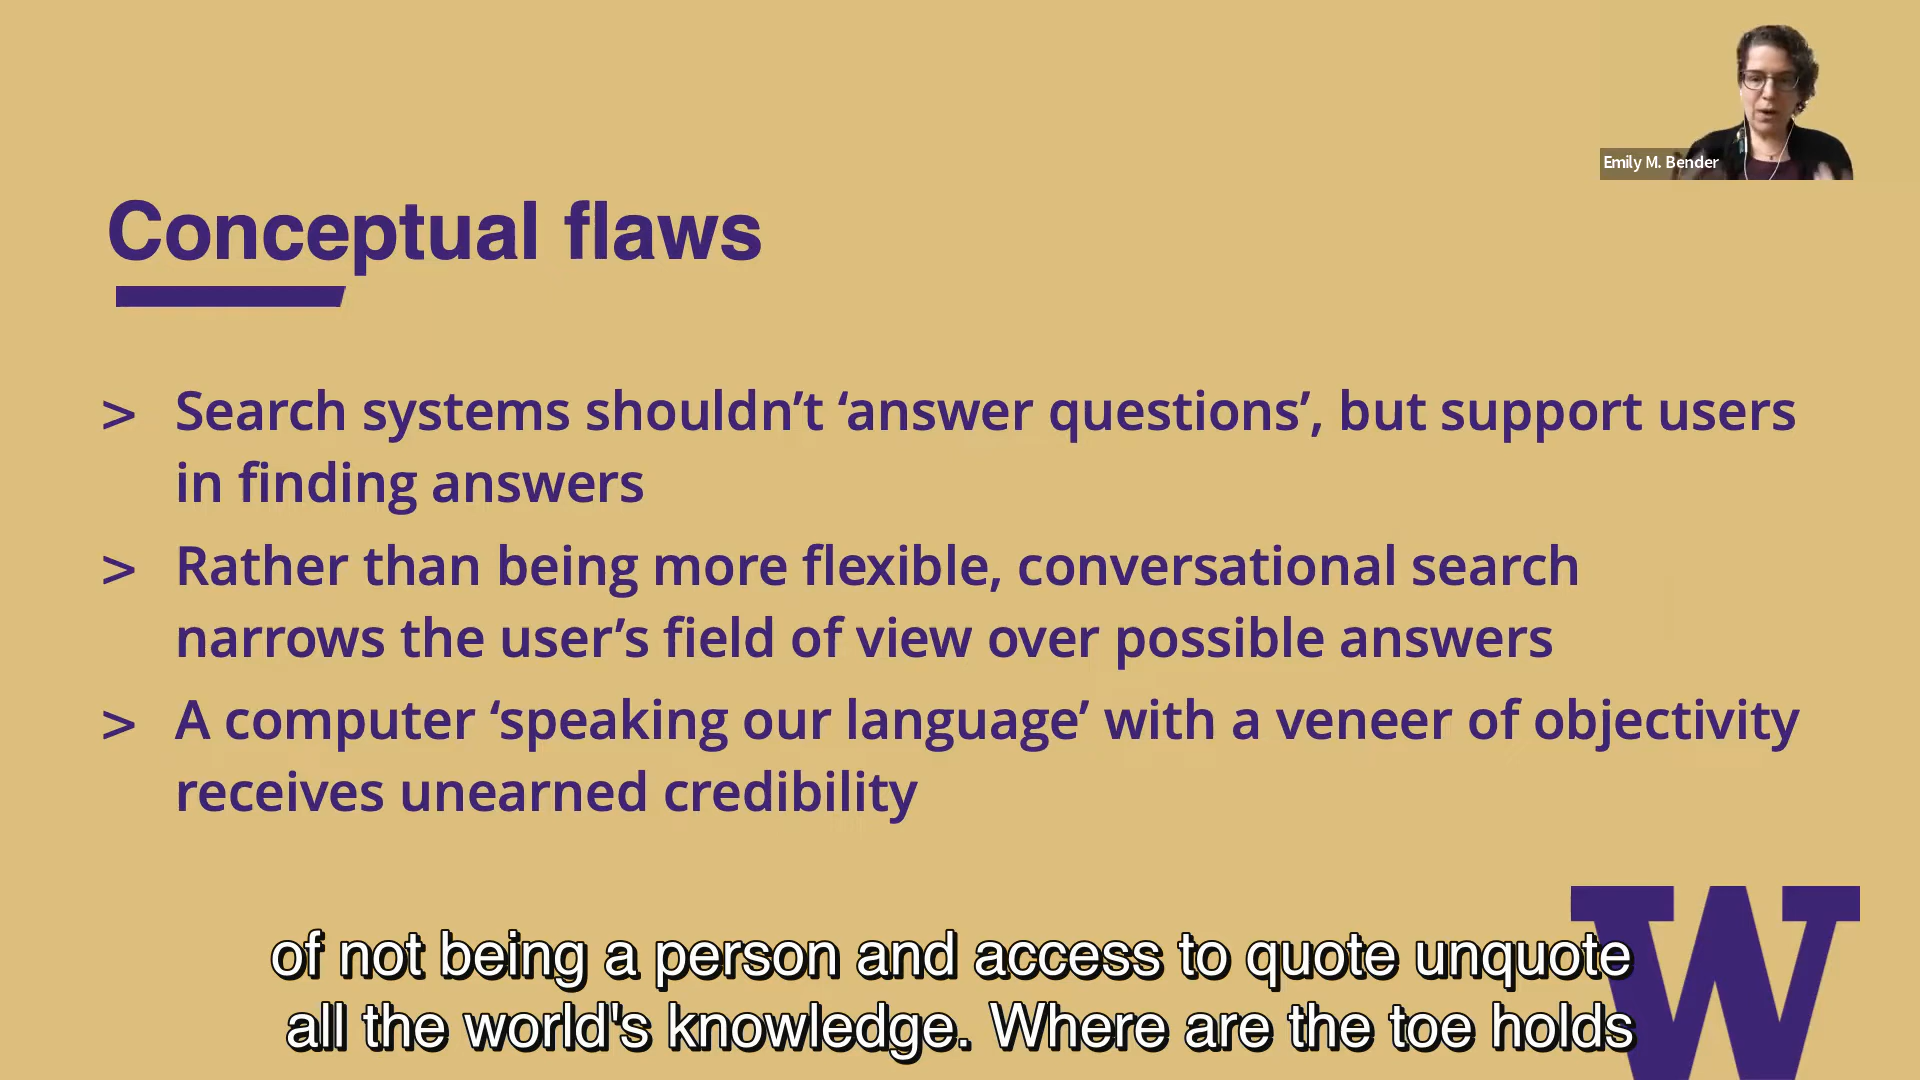 Emily M. Bender
Conceptual flaws
> Search systems shouldn’t ‘answer questions’, but support users
in finding answers
> Rather than being more flexible, conversational search
narrows the user’s field of view over possible answers
> A computer ‘speaking our language’ with a veneer of objectivity
receives unearned credibility
W
of not being a person and access to quote unquote
all the world's knowledge. Where are the toe holds